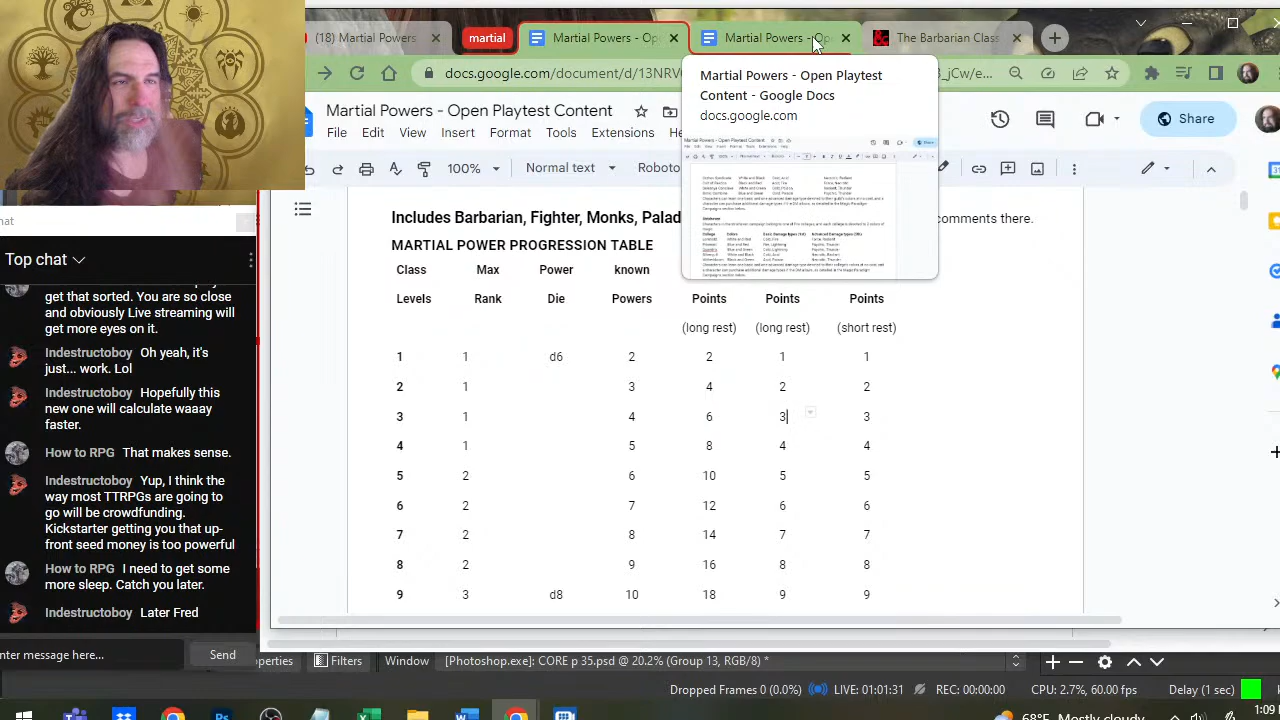 (18) Martial Powers
martial
Martial Powers - Op
Martial Powers - Op
The Barbarian Class
docs.google.com/document/d/13NRV
3_jCw/e...
Martial Powers - Open Playtest
Content - Google Docs
docs.google.com
Martial Powers - Open Playtest Content
File Edit View Insert Format Tools
Share
100%
Normal text
Includes Barbarian, Fighter, Monks, Palad
comments there.
MARTIAL POWER PROGRESSION TABLE
Class Max Power known
Levels Rank Die Powers Points Points Points
(long rest) (long rest) (short rest)
1 1 d6 2 2 1 1
2 1 3 4 2 2
3 1 4 6 3 3
4 1 5 8 4 4
5 2 6 10 5 5
6 2 7 12 6 6
7 2 8 14 7 7
8 2 9 16 8 8
9 3 d8 10 18 9 9
chat
great songs and are so close
and obviously Live streaming will
get more eyes on it.
Indestructoboy Oh yeah, it's
just... work. Lol
Indestructoboy Hopefully this
new one will calculate waaay
faster.
How to RPG That makes sense.
Indestructoboy Yup, I think the
way most TTRPGs are going to
go will be crowdfunding.
Kickstarter getting you that up-
front seed money is too powerful
How to RPG I need to get some
more sleep. Catch you later.
Indestructoboy Later Fred
nter message here...
Send
operties
Filters
Window
[Photoshop.exe]: CORE p 35.psd @ 20.2% (Group 13, RGB/8) *
Dropped Frames 0 (0.0%)
LIVE: 01:01:31
REC: 00:00:00
CPU: 2.7%, 60.00 fps
Delay (1 sec)
68°F Mostly cloudy
1:09